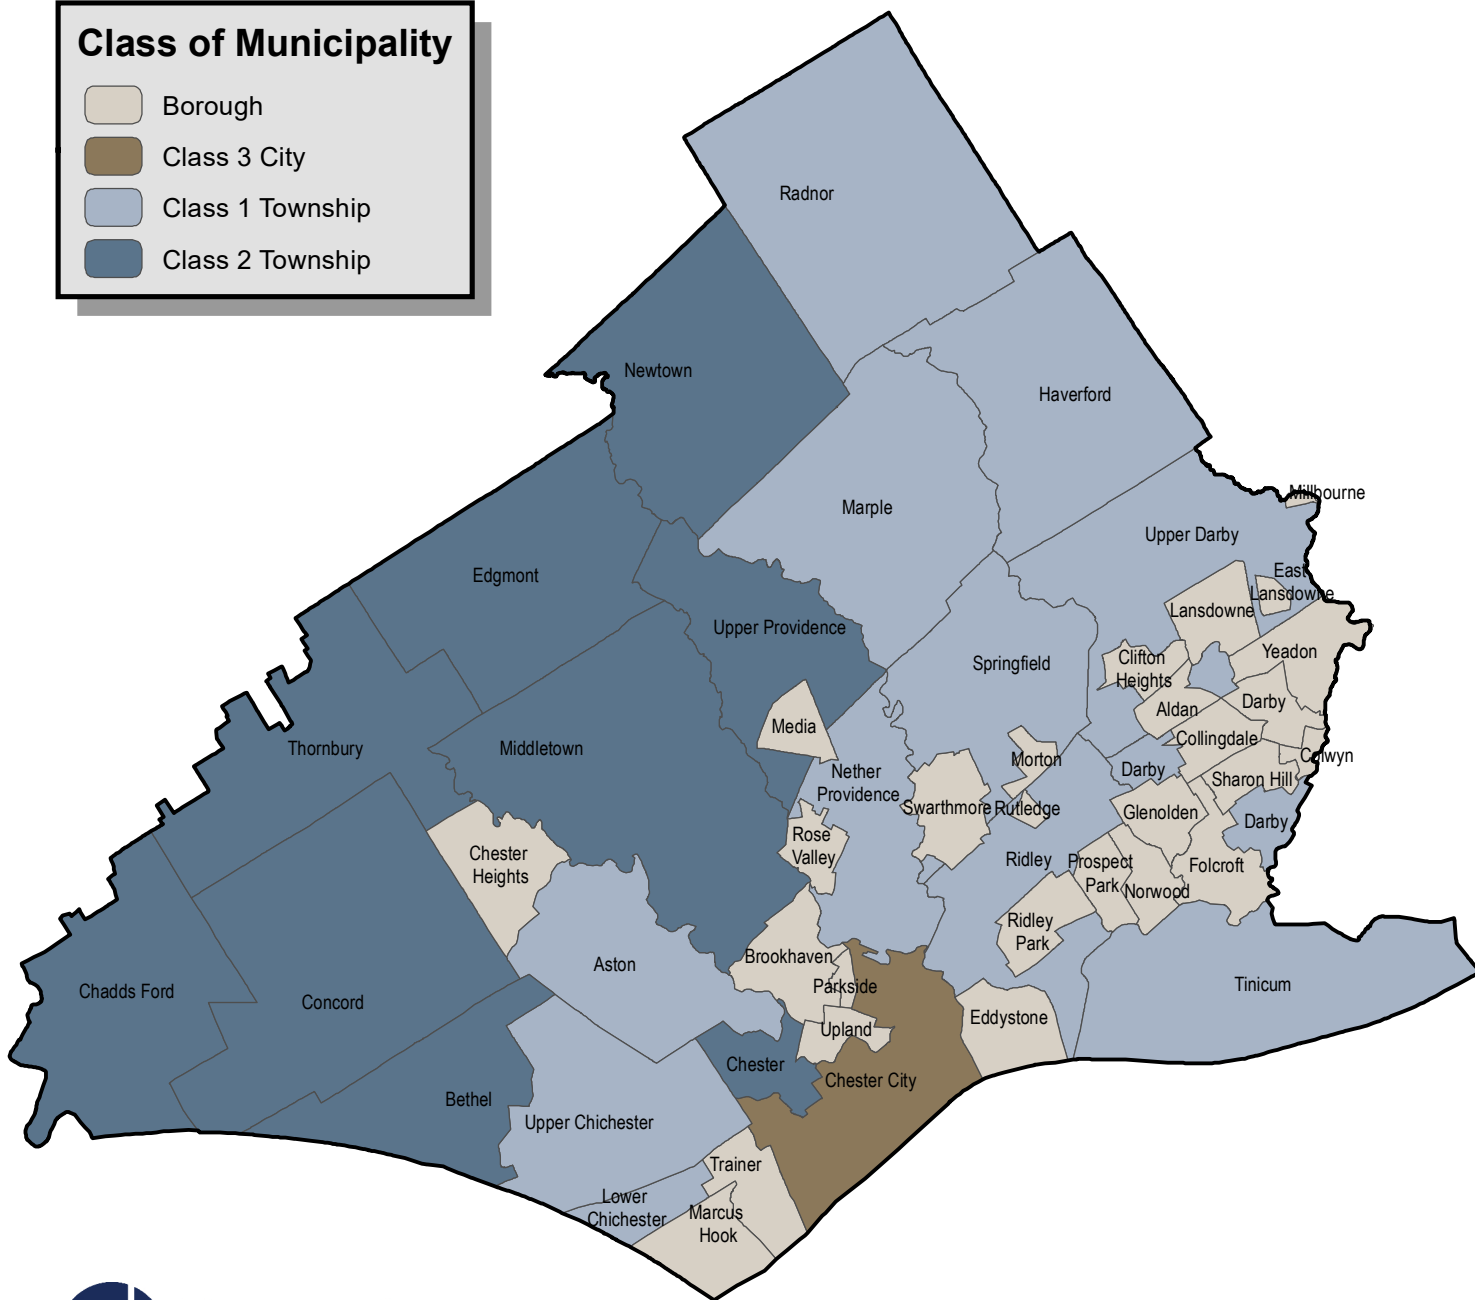 Class of Municipality
Borough
Class 3 City
Class 1 Township
Class 2 Township
Radnor
Newtown
Haverford
Millbourne
Marple
Upper Darby
Edgmont
East
Lansdowne
Lansdowne
Upper Providence
Yeadon
Springfield
Clifton
Heights
Darby
Aldan
Media
Collingdale
Thornbury
Middletown
Morton
Colwyn
Nether
Providence
Darby
Sharon Hill
Swarthmore
Rutledge
Glenolden
Darby
Rose
Valley
Chester
Heights
Ridley
Prospect
Park
Folcroft
Norwood
Ridley
Park
Brookhaven
Aston
Parkside
Tinicum
Chadds Ford
Concord
Eddystone
Upland
Chester
Chester City
Bethel
Upper Chichester
Trainer
Lower
Chichester
Marcus
Hook